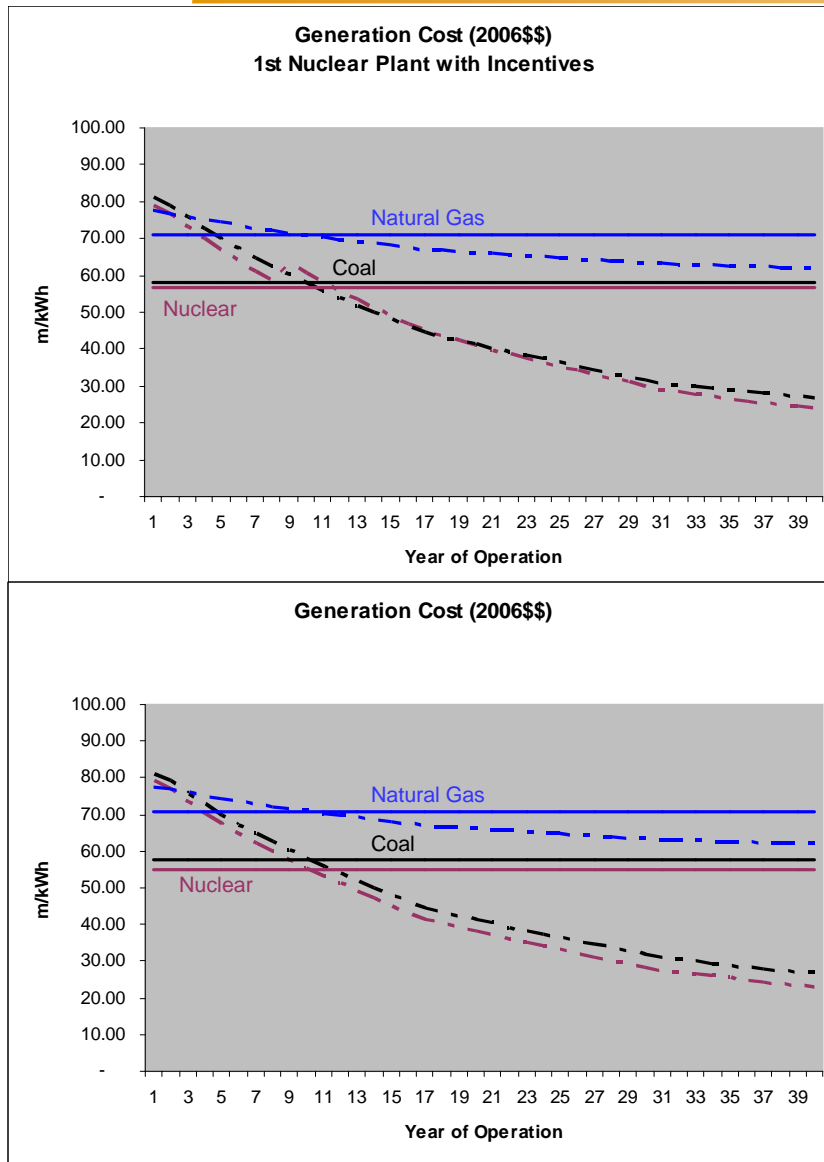 Generation Cost (2006$$)
1st Nuclear Plant with Incentives
100.00
90.00
80.00
70.00
60.00
50.00
40.00
30.00
20.00
10.00
-
m/kWh
Natural Gas
Coal
Nuclear
1 3 5 7 9 11 13 15 17 19 21 23 25 27 29 31 33 35 37 39
Year of Operation
Generation Cost (2006$$)
100.00
90.00
80.00
70.00
60.00
50.00
40.00
30.00
20.00
10.00
-
m/kWh
Natural Gas
Coal
Nuclear
1 3 5 7 9 11 13 15 17 19 21 23 25 27 29 31 33 35 37 39
Year of Operation